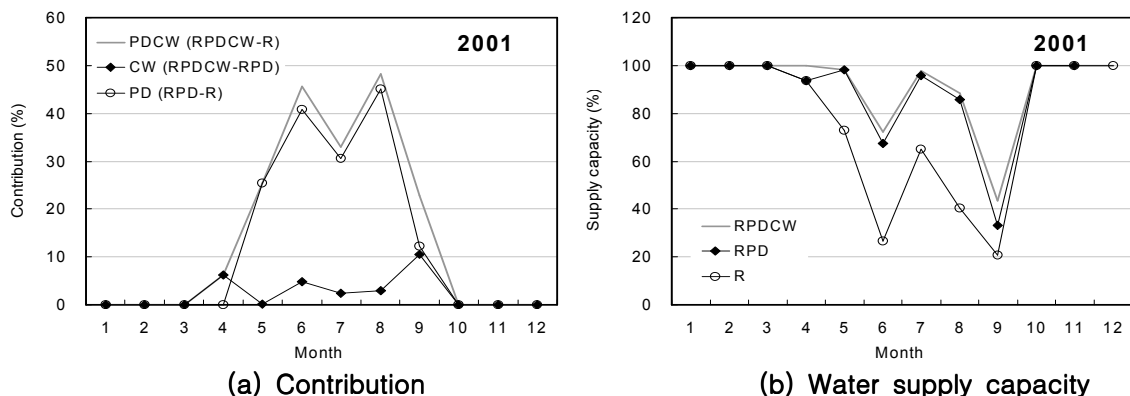 60
50
40
30
20
10
0
Contribution (%)
PDCW (RPDCW-R)
CW (RPDCW-RPD)
PD (RPD-R)
2001
1 2 3 4 5 6 7 8 9 10 11 12
Month
(a) Contribution
120
100
80
60
40
20
0
Supply capacity (%)
2001
RPDCW
RPD
R
1 2 3 4 5 6 7 8 9 10 11 12
Month
(b) Water supply capacity